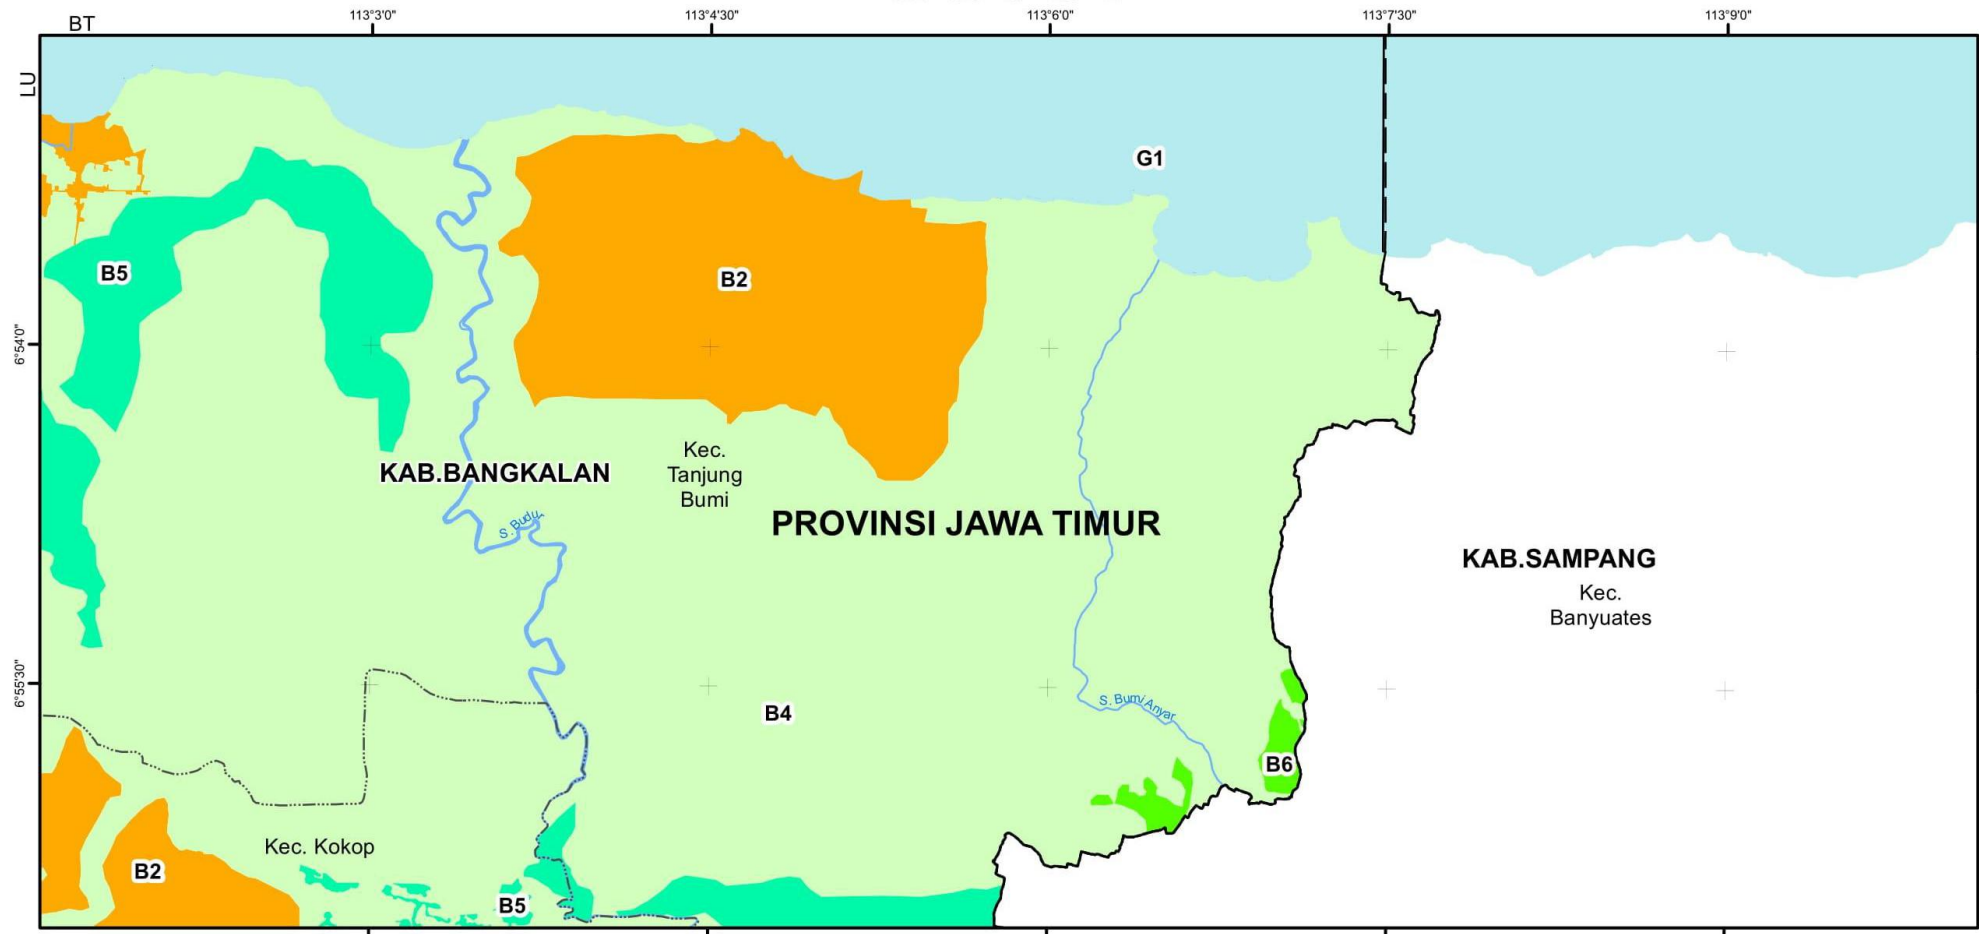 BT
113°3'0"
113°4'30"
113°6'0"
113°7'30"
113°9'0"
LU
G1
B5
B2
6°54'0"
KAB.BANGKALAN
Kec.
Tanjung
Bumi
S. Buduk
PROVINSI JAWA TIMUR
KAB.SAMPANG
Kec.
Banyuates
6°55'30"
B4
S. Bumi Anyar
B6
Kec. Kokop
B2
B5